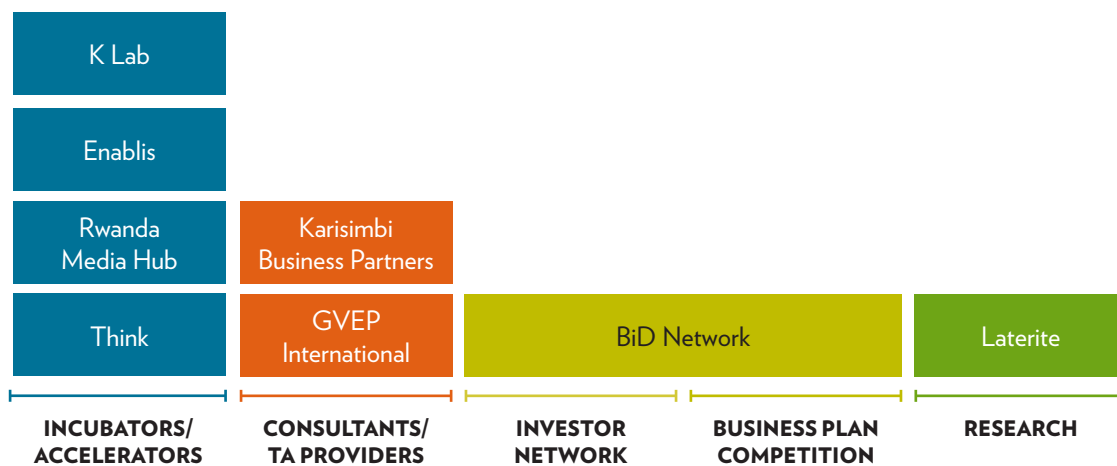 K Lab
Enablis
Rwanda
Media Hub
Karisimbi
Business Partners
Think
GVEP
International
BiD Network
Laterite
INCUBATORS/
ACCELERATORS
CONSULTANTS/
TA PROVIDERS
INVESTOR
NETWORK
BUSINESS PLAN
COMPETITION
RESEARCH